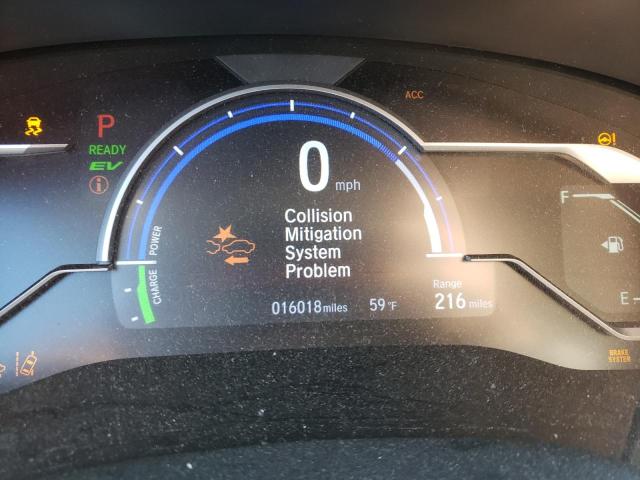 ACC
P
READY
EV
0 mph
Collision
Mitigation
System
Problem
POWER
CHARGE
016018 miles 59°F
Range
216 miles
F
E
BRAKE
SYSTEM